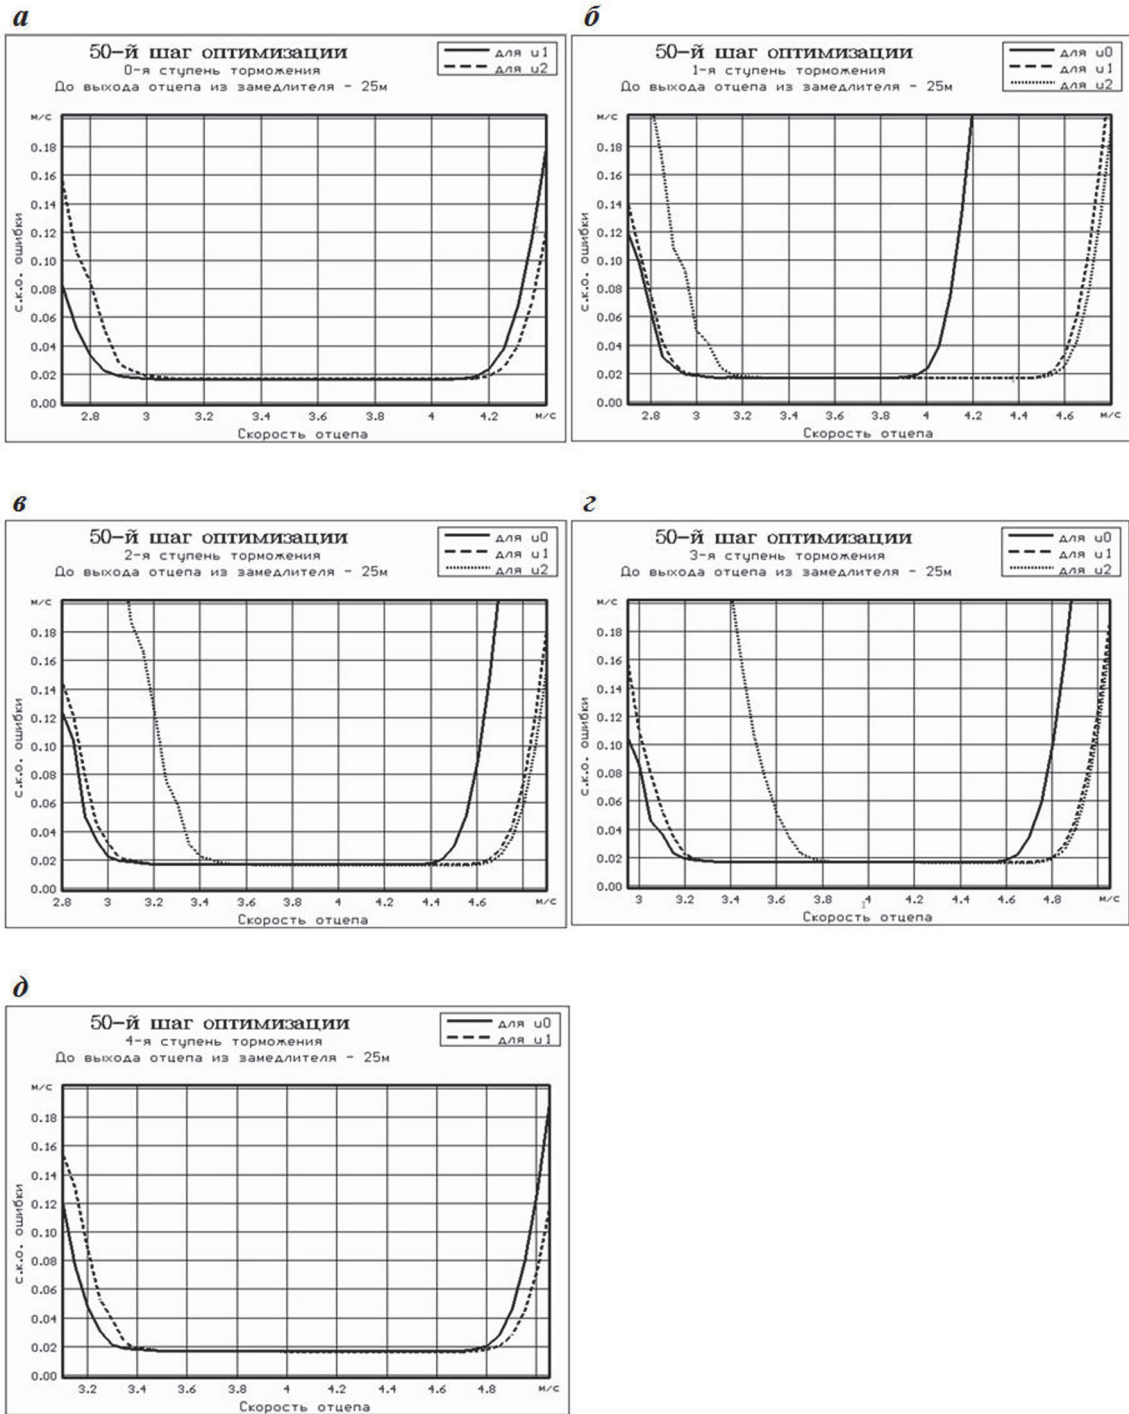 а
50-й шаг оптимизации
0-я ступень торможения
До выхода отцепа из замедлителя - 25м
для u1
для u2
м/с
0.18
0.16
0.14
0.12
0.10
0.08
0.06
0.04
0.02
0.00
с.к.о. ошибки
2.8 3 3.2 3.4 3.6 3.8 4 4.2 м/с
Скорость отцепа
б
50-й шаг оптимизации
1-я ступень торможения
До выхода отцепа из замедлителя - 25м
для u0
для u1
для u2
м/с
0.18
0.16
0.14
0.12
0.10
0.08
0.06
0.04
0.02
0.00
с.к.о. ошибки
2.8 3 3.2 3.4 3.6 3.8 4 4.2 4.4 4.6 м/с
Скорость отцепа
в
50-й шаг оптимизации
2-я ступень торможения
До выхода отцепа из замедлителя - 25м
для u0
для u1
для u2
м/с
0.18
0.16
0.14
0.12
0.10
0.08
0.06
0.04
0.02
0.00
с.к.о. ошибки
2.8 3 3.2 3.4 3.6 3.8 4 4.2 4.4 4.6 м/с
Скорость отцепа
г
50-й шаг оптимизации
3-я ступень торможения
До выхода отцепа из замедлителя - 25м
для u0
для u1
для u2
м/с
0.18
0.16
0.14
0.12
0.10
0.08
0.06
0.04
0.02
0.00
с.к.о. ошибки
3 3.2 3.4 3.6 3.8 4 4.2 4.4 4.6 4.8 м/с
Скорость отцепа
д
50-й шаг оптимизации
4-я ступень торможения
До выхода отцепа из замедлителя - 25м
для u0
для u1
м/с
0.18
0.16
0.14
0.12
0.10
0.08
0.06
0.04
0.02
0.00
с.к.о. ошибки
3.2 3.4 3.6 3.8 4 4.2 4.4 4.6 4.8 м/с
Скорость отцепа